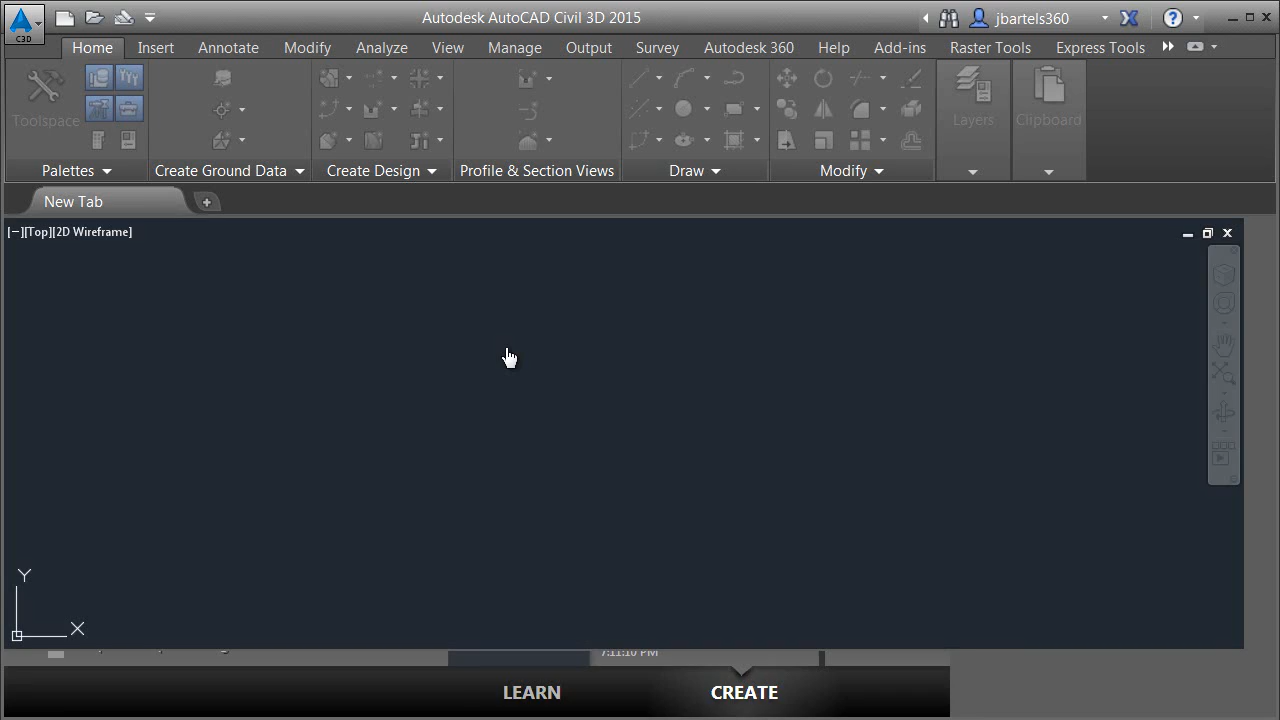 Autodesk AutoCAD Civil 3D 2015
jbartels360
C3D
Home Insert Annotate Modify Analyze View Manage Output Survey Autodesk 360 Help Add-ins Raster Tools Express Tools
Toolspace
Layers
Clipboard
Palettes
Create Ground Data
Create Design
Profile & Section Views
Draw
Modify
New Tab
[−][Top][2D Wireframe]
Y
X
7:11:10 PM
LEARN
CREATE